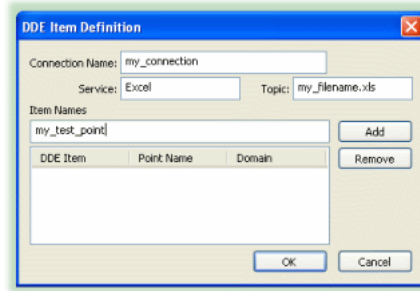 DDE Item Definition
Connection Name: my_connection
Service: Excel Topic: my_filename.xls
Item Names
my_test_point Add
DDE Item Point Name Domain Remove
OK Cancel